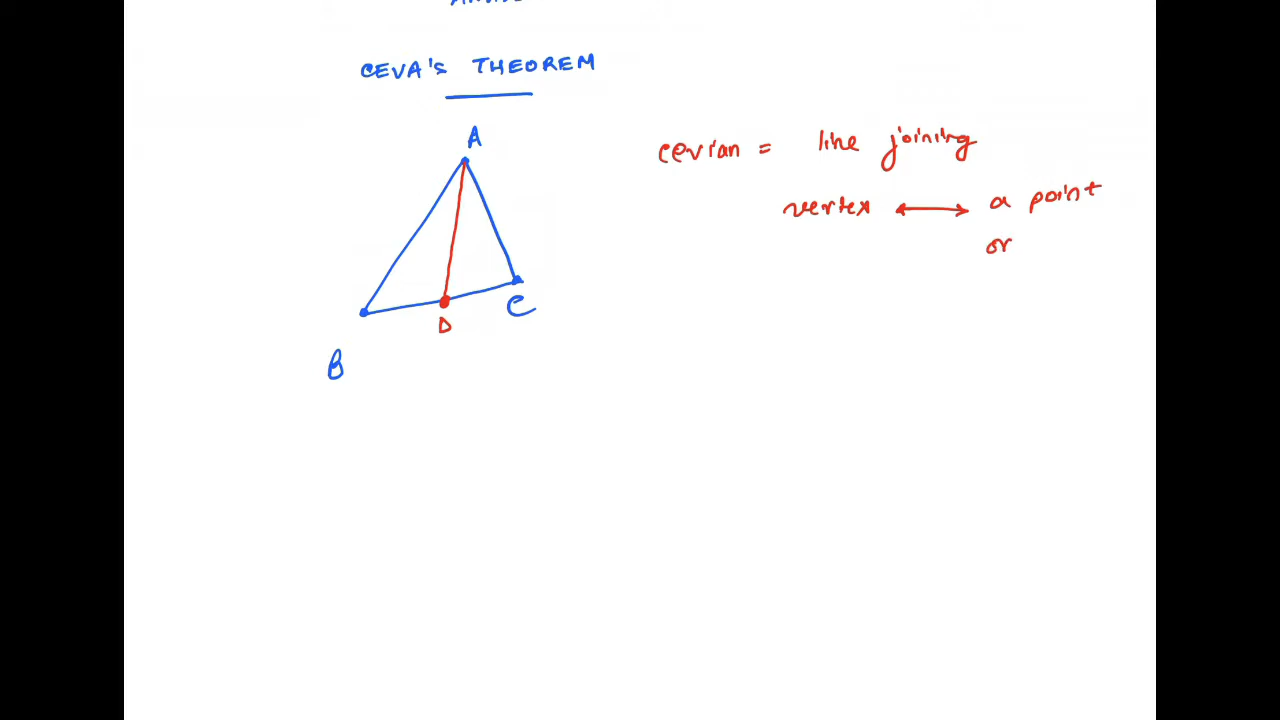 CEVA'S THEOREM
A
cevian = line joining
vertex ↔ a point
or
C
D
B